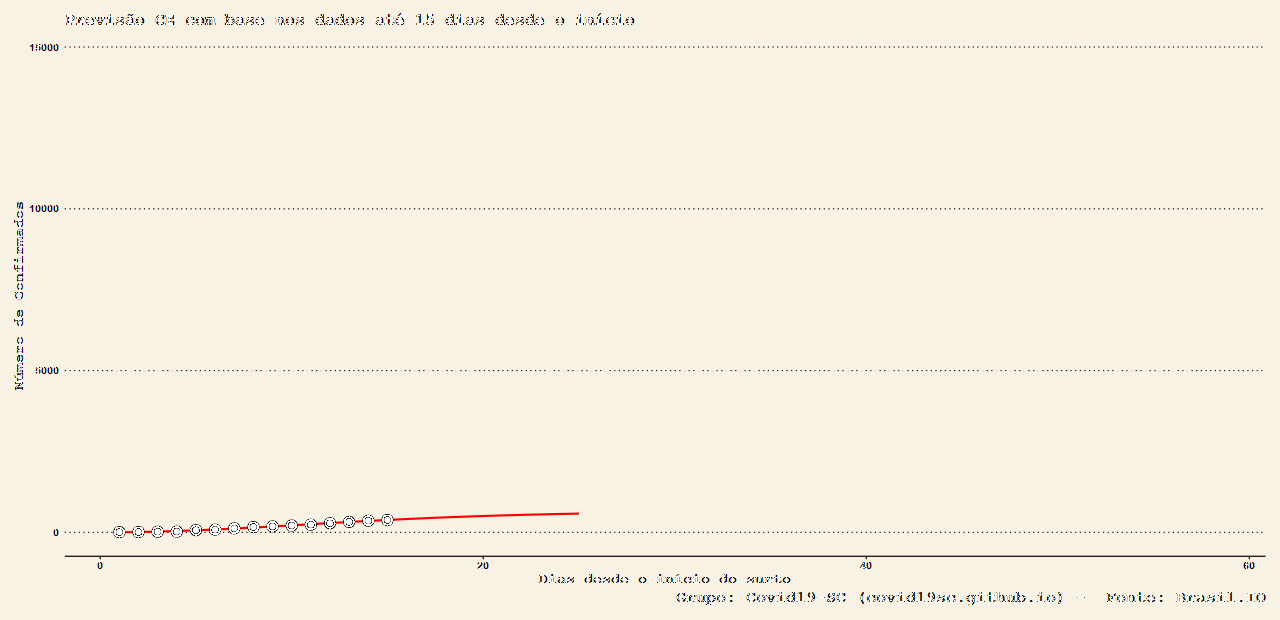 Previsão CE com base nos dados até 15 dias desde o início
15000
10000
5000
0
Número de Confirmados
0 20 40 60
Dias desde o início do surto
Grupo: Covid19-SC (covid19sc.github.io) -- Fonte: Brasil.IO